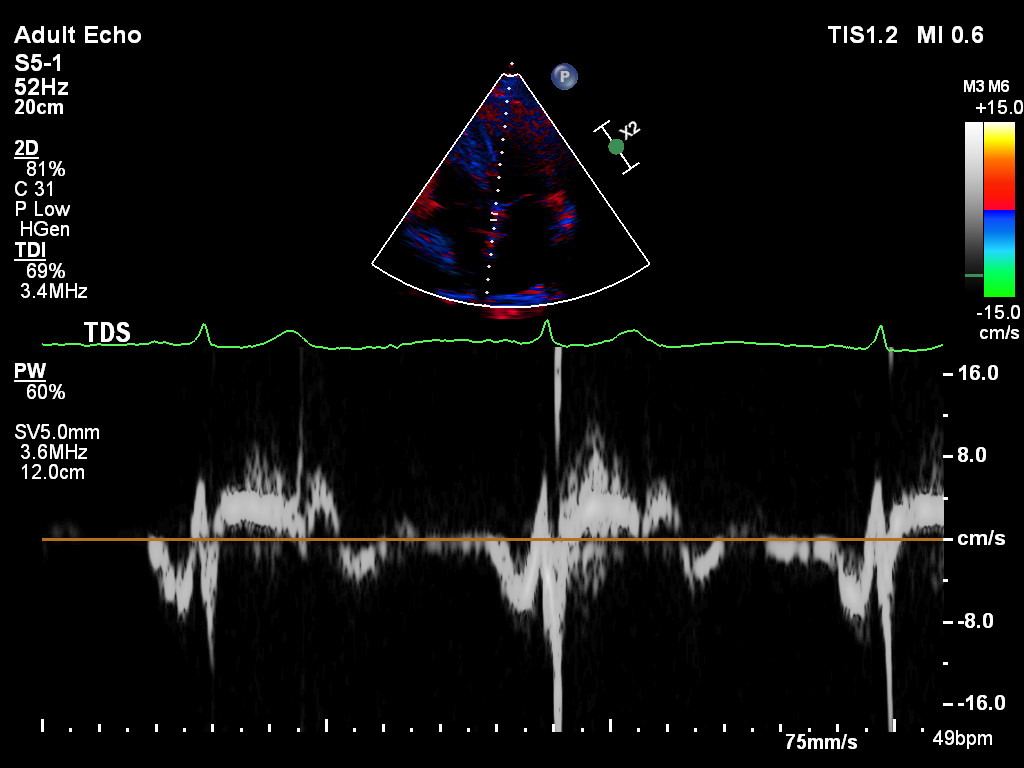 Adult Echo
TIS1.2 MI 0.6
S5-1
52Hz
20cm
2D
81%
C 31
P Low
HGen
TDI
69%
3.4MHz
P
X2
M3 M6
+15.0
-15.0
cm/s
TDS
PW
60%
SV5.0mm
3.6MHz
12.0cm
16.0
8.0
cm/s
-8.0
-16.0
75mm/s
49bpm